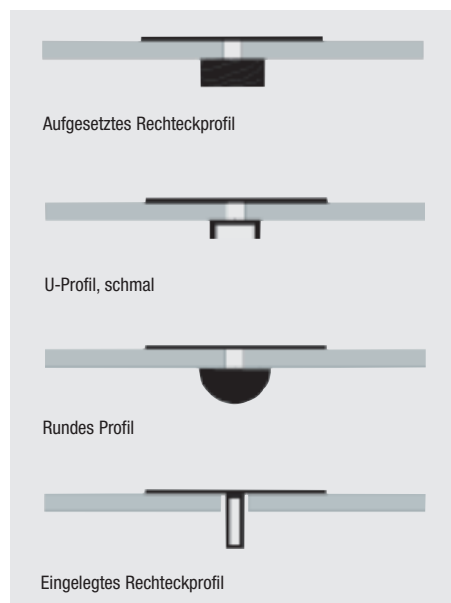 Aufgesetztes Rechteckprofil
U-Profil, schmal
Rundes Profil
Eingelegtes Rechteckprofil